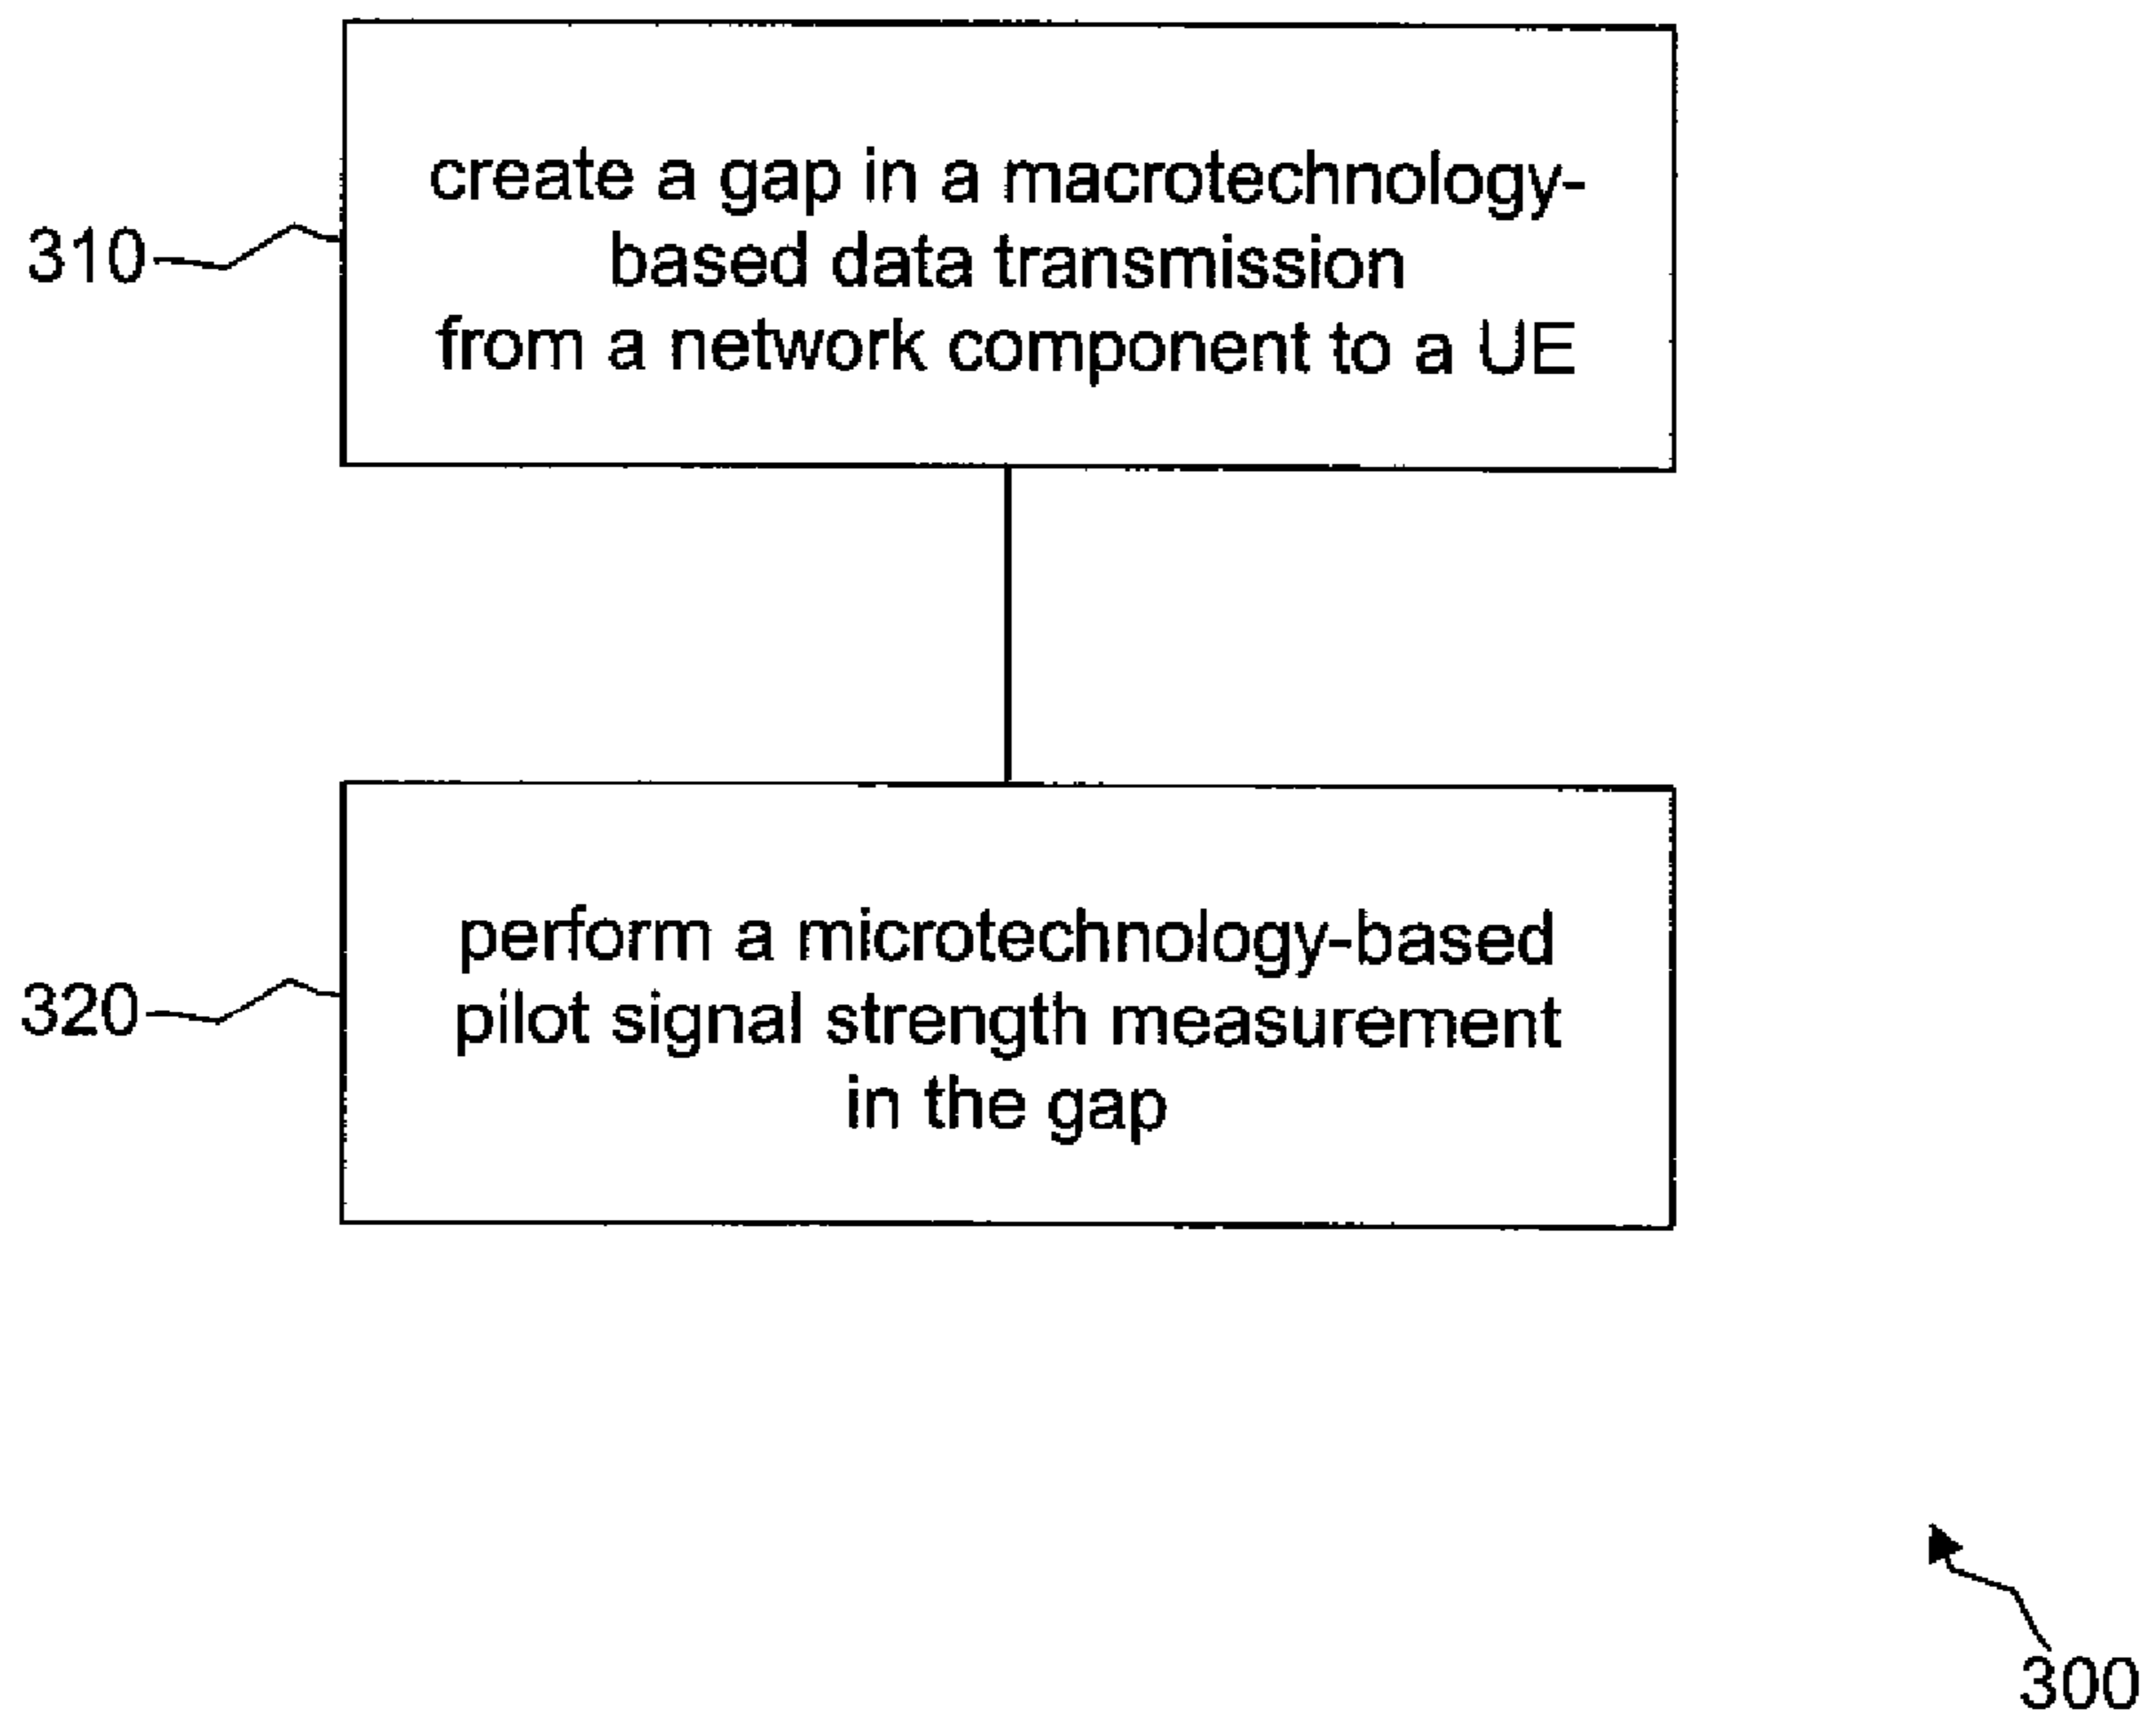 create a gap in a macrotechnology-
based data transmission
from a network component to a UE
310
perform a microtechnology-based
pilot signal strength measurement
in the gap
320
300